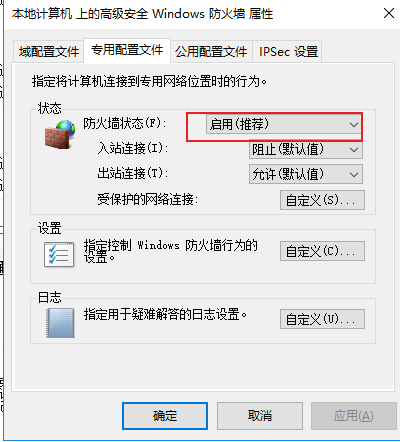 本地计算机 上的高级安全 Windows 防火墙 属性
域配置文件 专用配置文件 公用配置文件 IPSec 设置
指定将计算机连接到专用网络位置时的行为。
状态
防火墙状态(F): 启用(推荐)
入站连接(I): 阻止(默认值)
出站连接(T): 允许(默认值)
受保护的网络连接: 自定义(S)...
设置
指定控制 Windows 防火墙行为的
设置。
自定义(C)...
日志
指定用于疑难解答的日志设置。
自定义(U)...
确定 取消 应用(A)